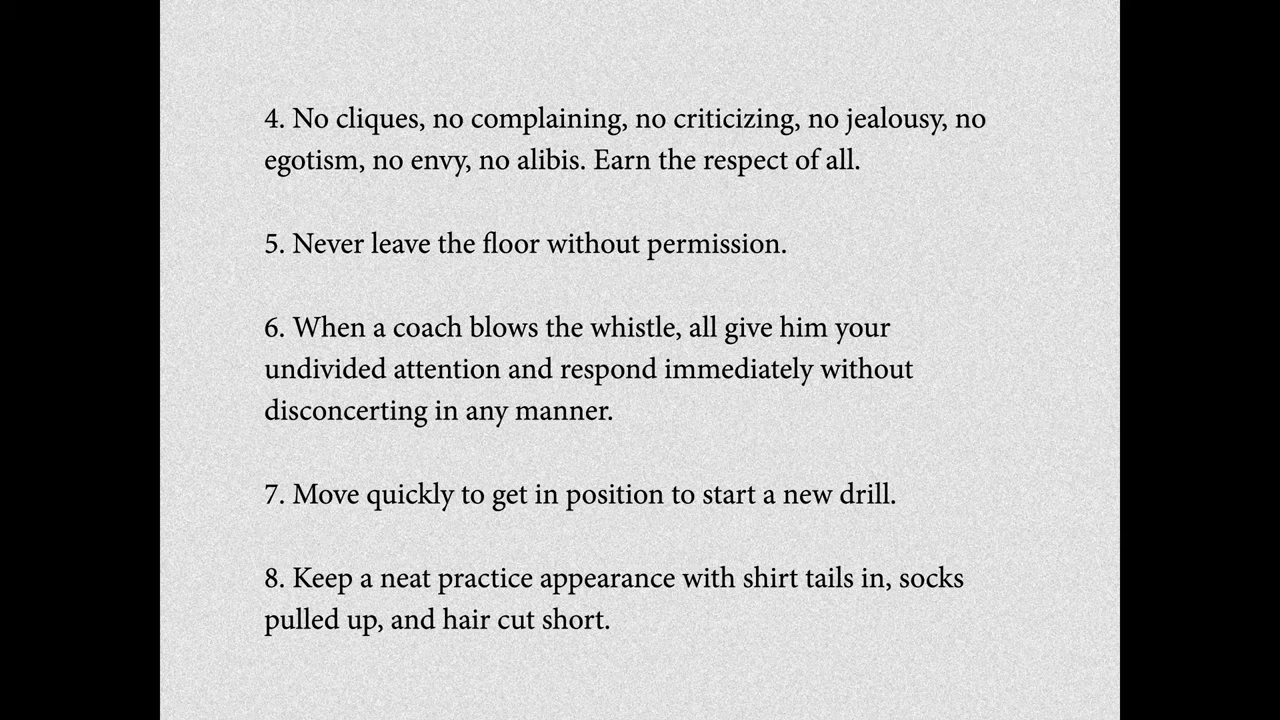 4. No cliques, no complaining, no criticizing, no jealousy, no
egotism, no envy, no alibis. Earn the respect of all.
5. Never leave the floor without permission.
6. When a coach blows the whistle, all give him your
undivided attention and respond immediately without
disconcerting in any manner.
7. Move quickly to get in position to start a new drill.
8. Keep a neat practice appearance with shirt tails in, socks
pulled up, and hair cut short.